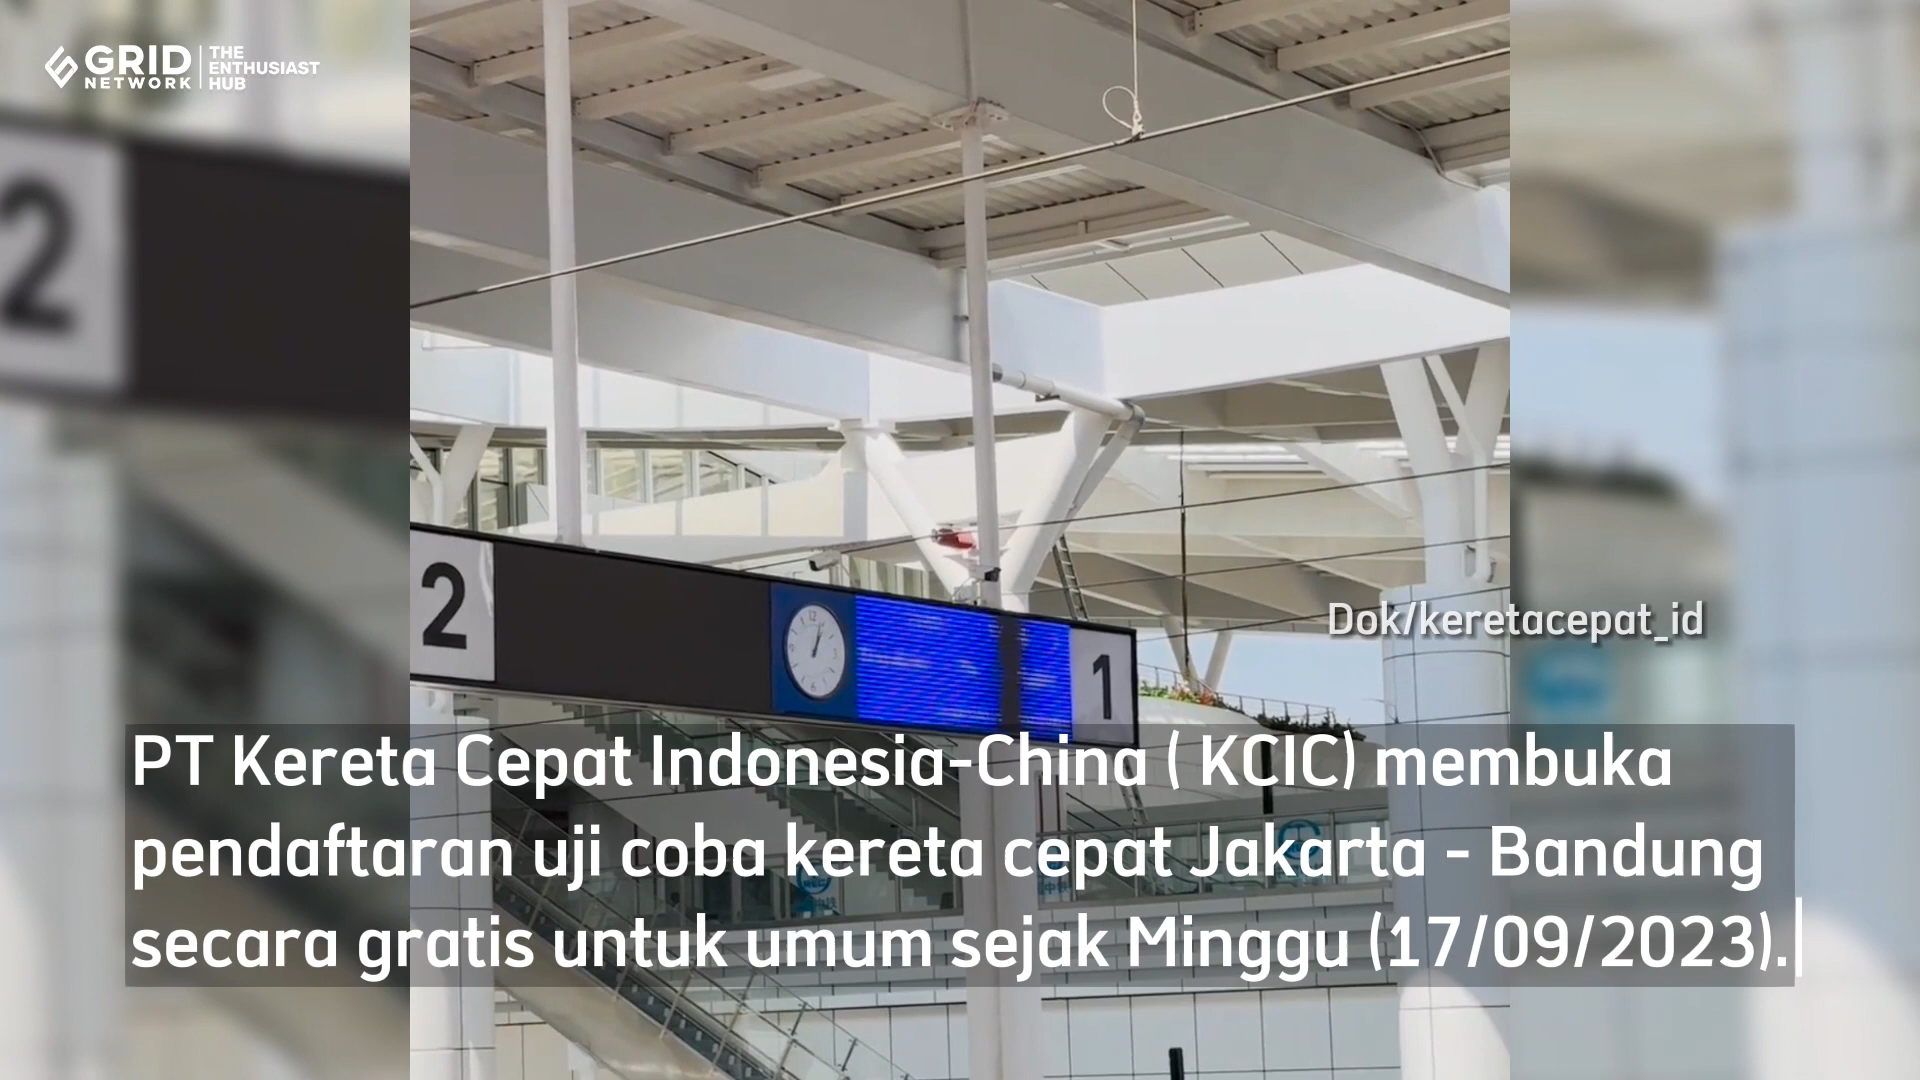 GRID
NETWORK
THE
ENTHUSIAST
HUB
2
2
1
Dok/keretacepat_id
PT Kereta Cepat Indonesia-China ( KCIC) membuka
pendaftaran uji coba kereta cepat Jakarta - Bandung
secara gratis untuk umum sejak Minggu (17/09/2023).